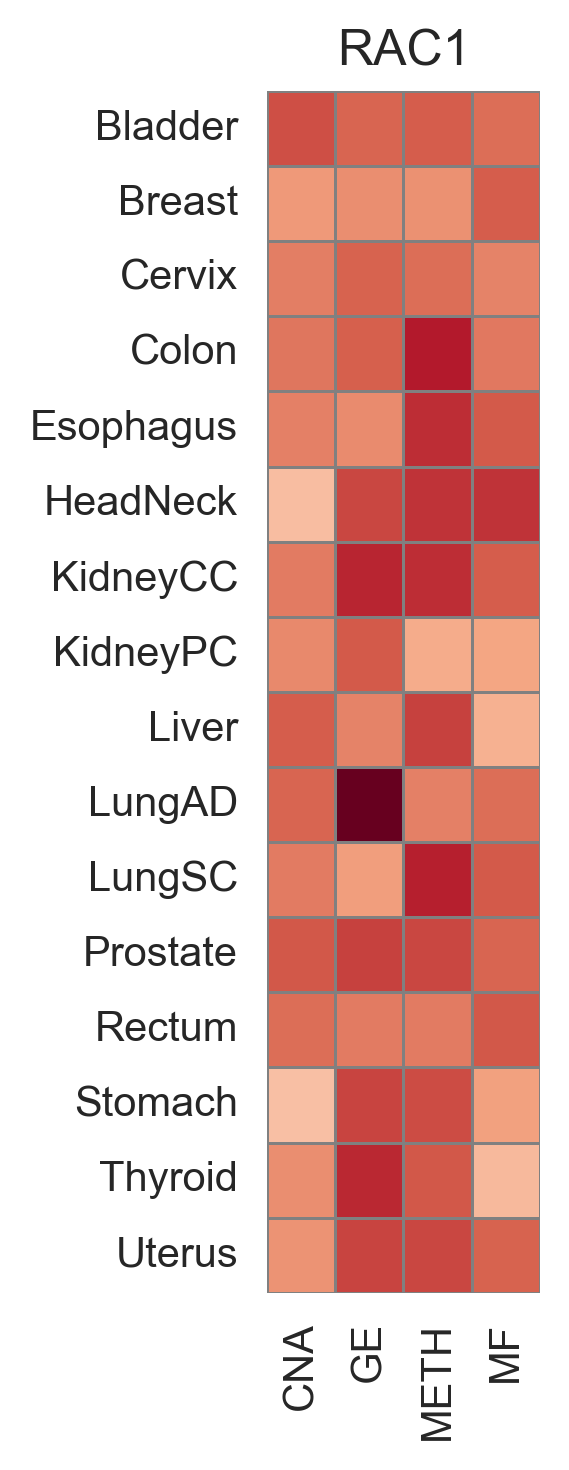 RAC1
Bladder
Breast
Cervix
Colon
Esophagus
HeadNeck
KidneyCC
KidneyPC
Liver
LungAD
LungSC
Prostate
Rectum
Stomach
Thyroid
Uterus
CNA
GE
METH
MF